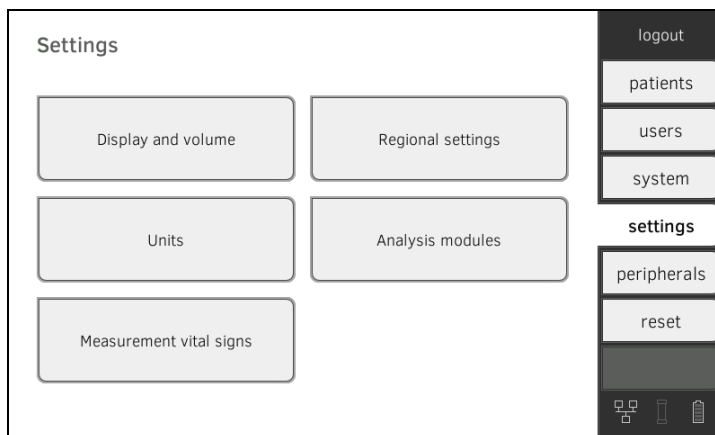 Settings
Display and volume
Regional settings
Units
Analysis modules
Measurement vital signs
logout
patients
users
system
settings
peripherals
reset